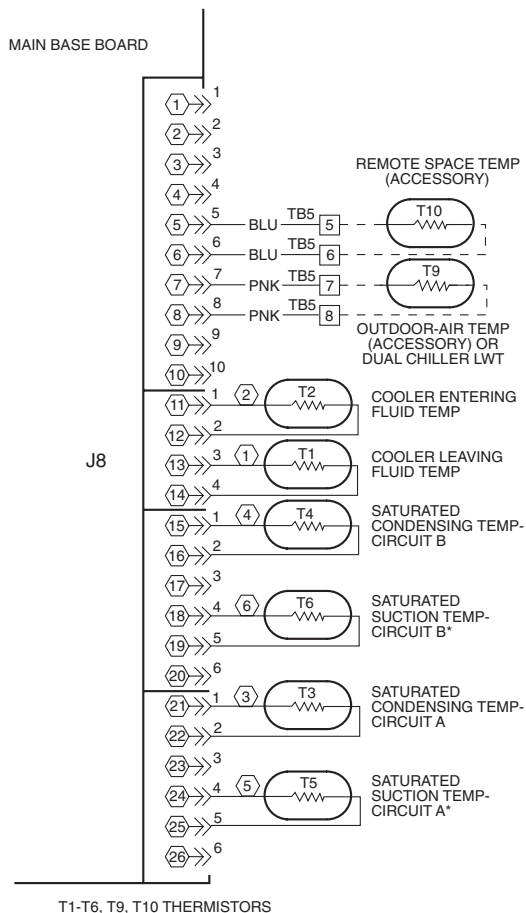 MAIN BASE BOARD
1 1
2 2
3 3
REMOTE SPACE TEMP
(ACCESSORY)
4 4
T10
5 5 BLU TB5 5
6 6 BLU TB5 6
T9
7 7 PNK TB5 7
8 8 PNK TB5 8
OUTDOOR-AIR TEMP
(ACCESSORY) OR
DUAL CHILLER LWT
9 9
10 10
J8
11 1 2 T2 COOLER ENTERING
FLUID TEMP
12 2
13 3 1 T1 COOLER LEAVING
FLUID TEMP
14 4
15 1 4 T4 SATURATED
CONDENSING TEMP-
CIRCUIT B
16 2
17 3
18 4 6 T6 SATURATED
SUCTION TEMP-
CIRCUIT B*
19 5
20 6
21 1 3 T3 SATURATED
CONDENSING TEMP-
CIRCUIT A
22 2
23 3
24 4 5 T5 SATURATED
SUCTION TEMP-
CIRCUIT A*
25 5
26 6
T1-T6, T9, T10 THERMISTORS